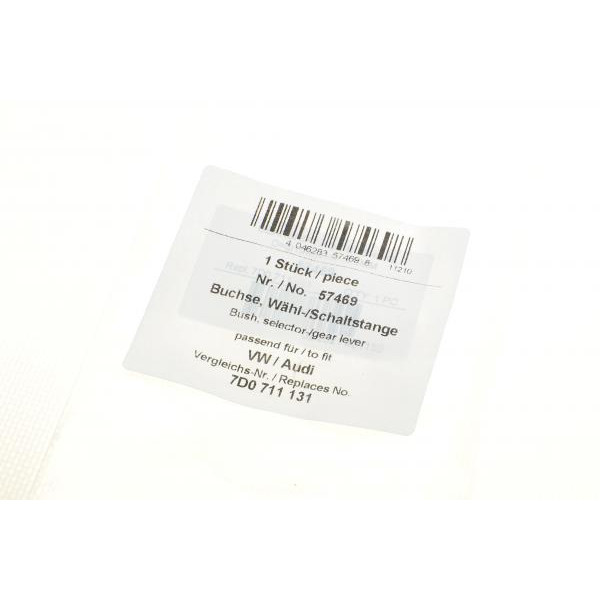 4 046283 57469 8
11210
1 Stück / piece
Nr. / No. 57469
Buchse, Wähl-/Schaltstange
Bush, selector-/gear lever
passend für / to fit
VW / Audi
Vergleichs-Nr. / Replaces No.
7D0 711 131